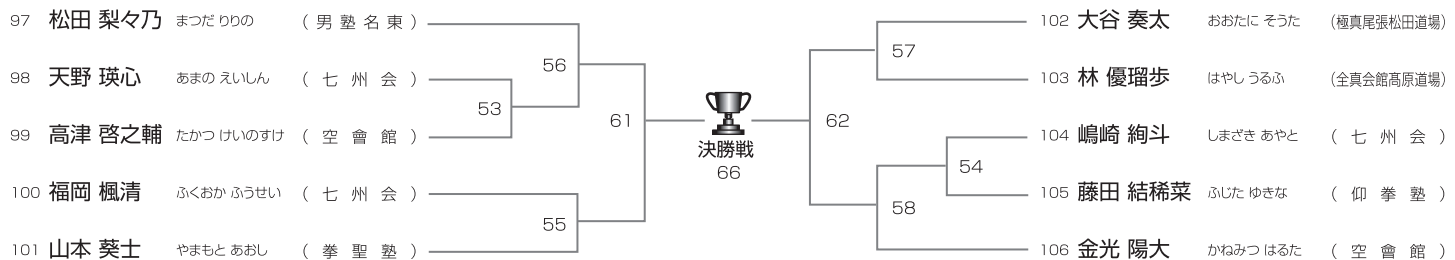 97 松田 梨々乃 まつだ りりの （男塾名東）
98 天野 瑛心 あまの えいしん （七州会）
99 高津 啓之輔 たかつ けいのすけ （空會館）
100 福岡 楓清 ふくおか ふうせい （七州会）
101 山本 葵士 やまもと あおし （拳聖塾）
56
53
55
61
決勝戦
66
62
57
54
58
102 大谷 奏太 おおたに そうた （極真尾張松田道場）
103 林 優瑠歩 はやし うるふ （全真会館髙原道場）
104 嶋崎 絢斗 しまざき あやと （七州会）
105 藤田 結稀菜 ふじた ゆきな （仰拳塾）
106 金光 陽大 かねみつ はるた （空會館）